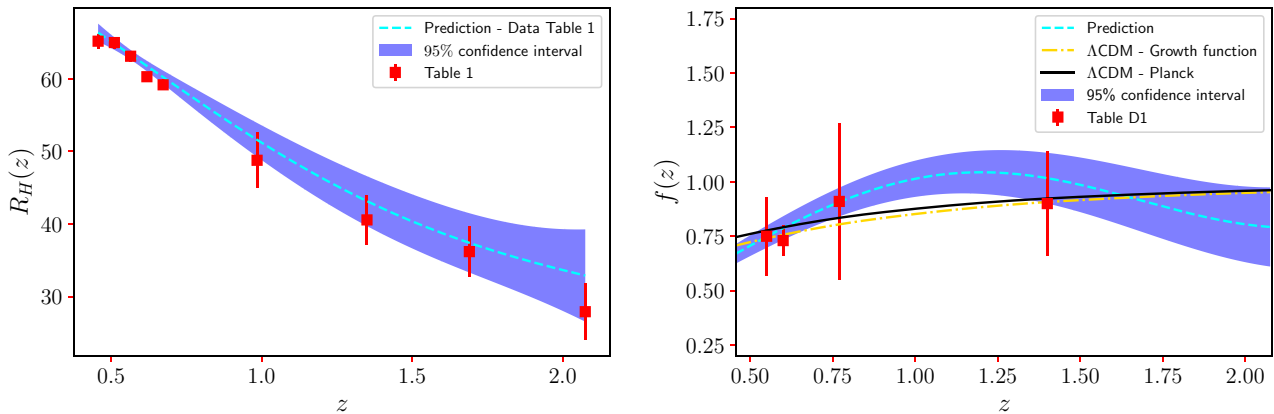 R_H(z)
60
50
40
30
Prediction - Data Table 1
95% confidence interval
Table 1
0.5 1.0 1.5 2.0
z
f(z)
1.75
1.50
1.25
1.00
0.75
0.50
0.25
Prediction
ΛCDM - Growth function
ΛCDM - Planck
95% confidence interval
Table D1
0.50 0.75 1.00 1.25 1.50 1.75 2.00
z